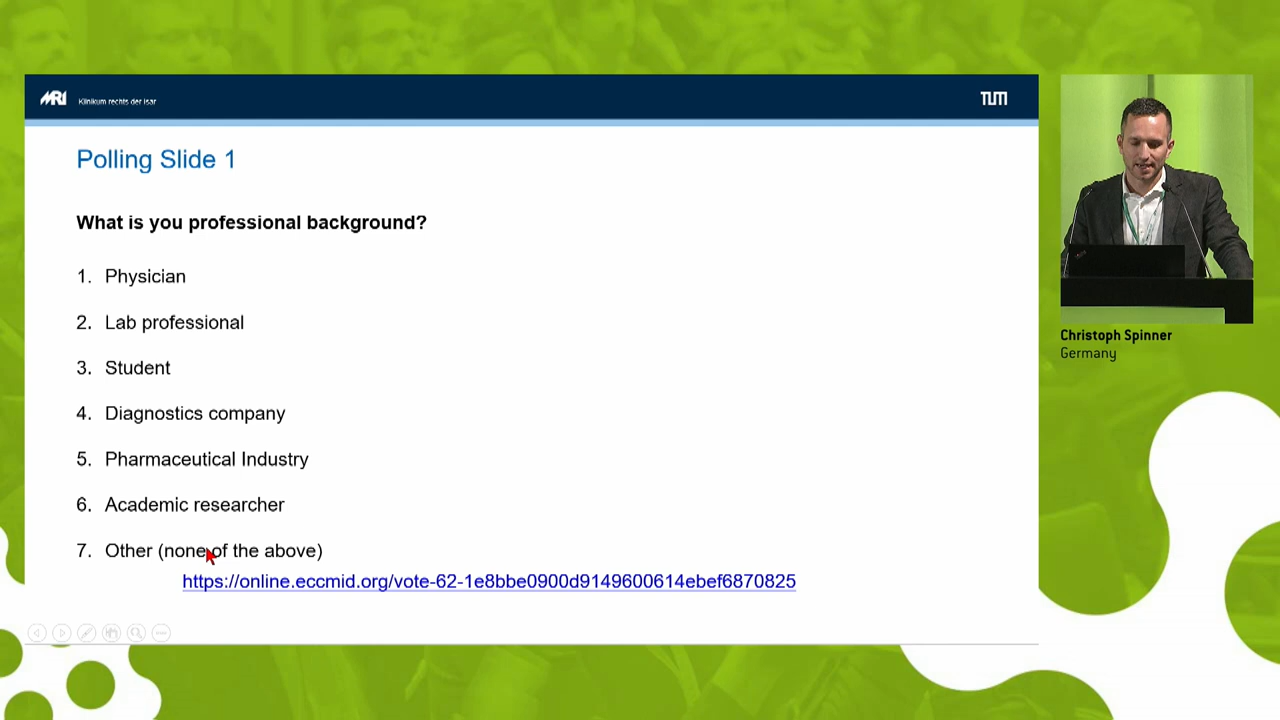 MRI Klinikum rechts der Isar
TUM
Polling Slide 1
What is you professional background?
1. Physician
2. Lab professional
3. Student
4. Diagnostics company
5. Pharmaceutical Industry
6. Academic researcher
7. Other (none of the above)
https://online.eccmid.org/vote-62-1e8bbe0900d9149600614ebef6870825
Christoph Spinner
Germany